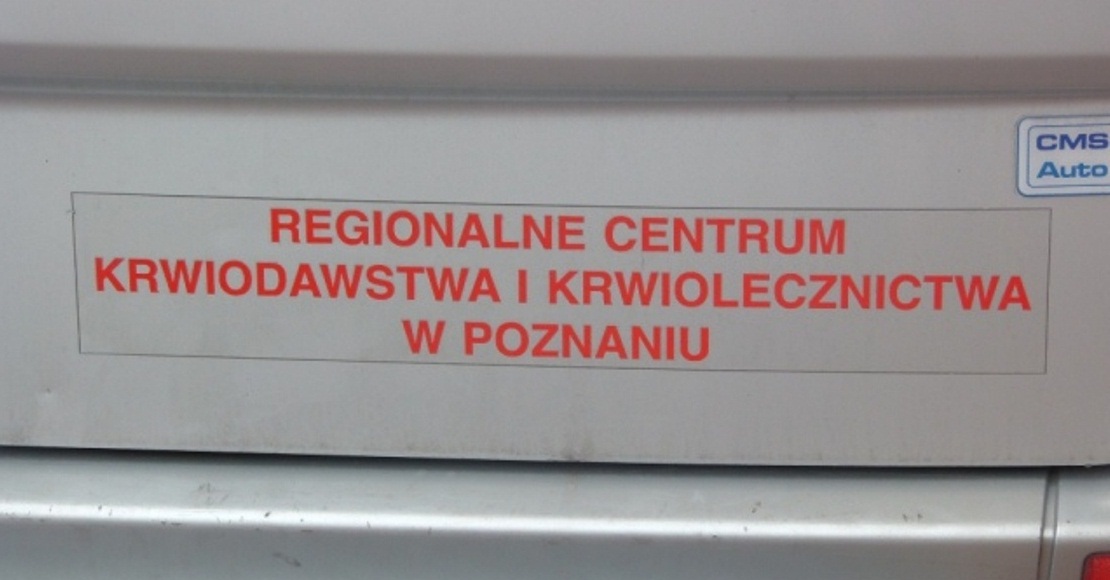 CMS
Auto
REGIONALNE CENTRUM
KRWIODAWSTWA I KRWIOLECZNICTWA
W POZNANIU